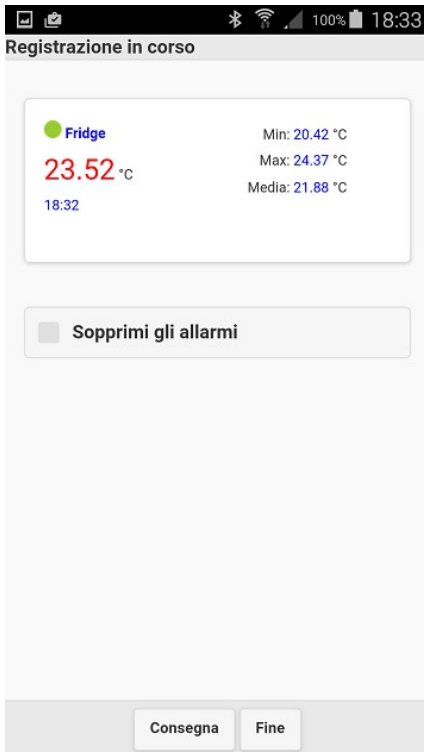 100% 18:33
Registrazione in corso
Fridge
Min: 20.42 °C
23.52 °C
Max: 24.37 °C
Media: 21.88 °C
18:32
Sopprimi gli allarmi
Consegna Fine